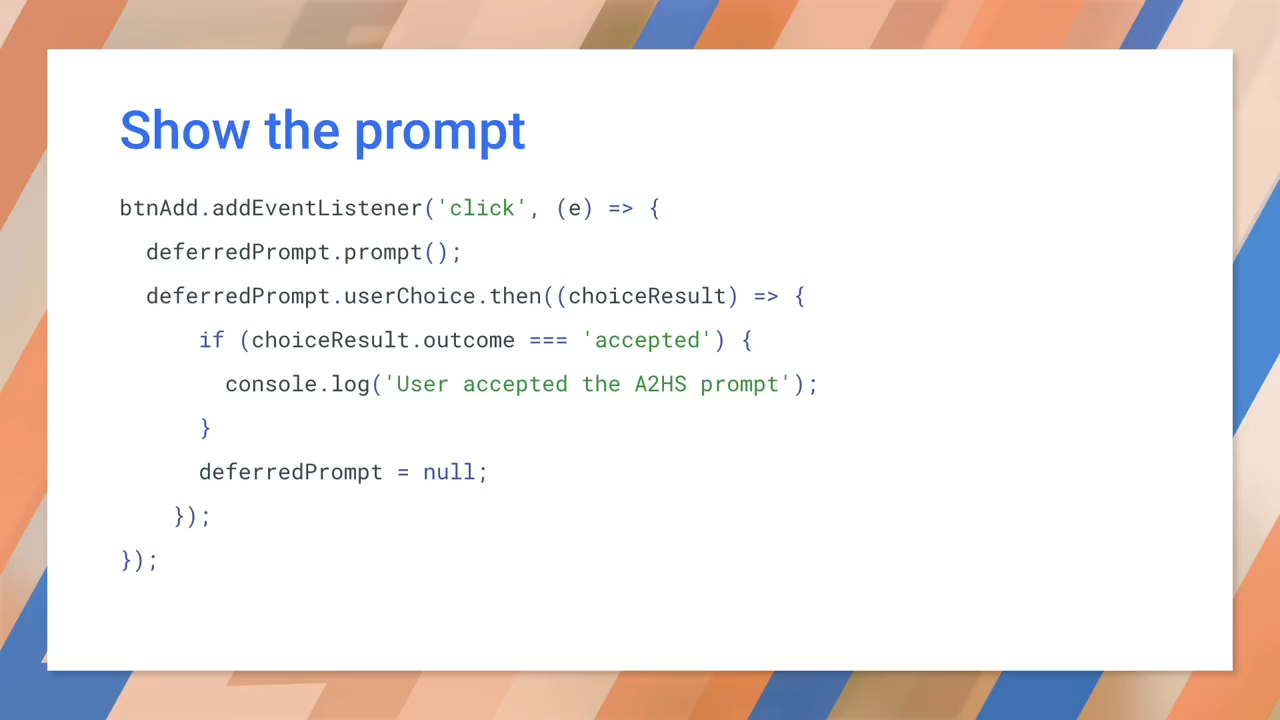 Show the prompt
btnAdd.addEventListener('click', (e) => {
  deferredPrompt.prompt();
  deferredPrompt.userChoice.then((choiceResult) => {
      if (choiceResult.outcome === 'accepted') {
        console.log('User accepted the A2HS prompt');
      }
      deferredPrompt = null;
    });
});